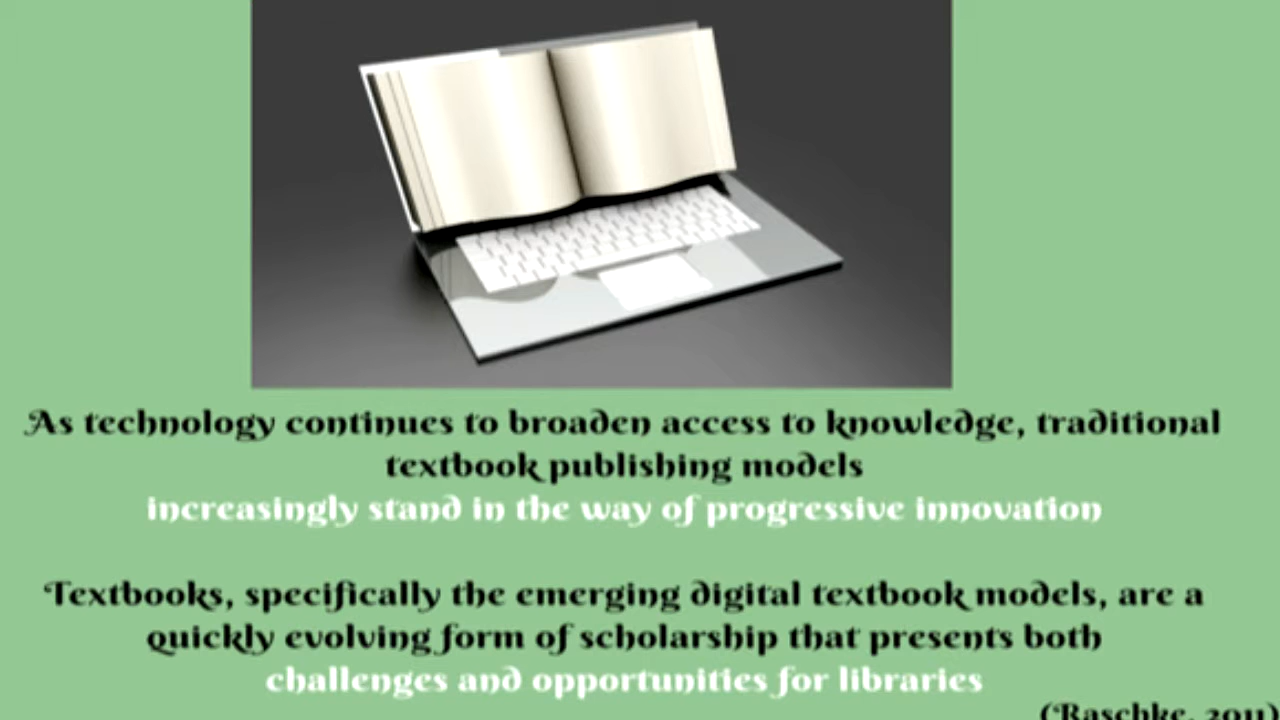 As technology continues to broaden access to knowledge, traditional
textbook publishing models
increasingly stand in the way of progressive innovation
Textbooks, specifically the emerging digital textbook models, are a
quickly evolving form of scholarship that presents both
challenges and opportunities for libraries
(Raschke, 2011)